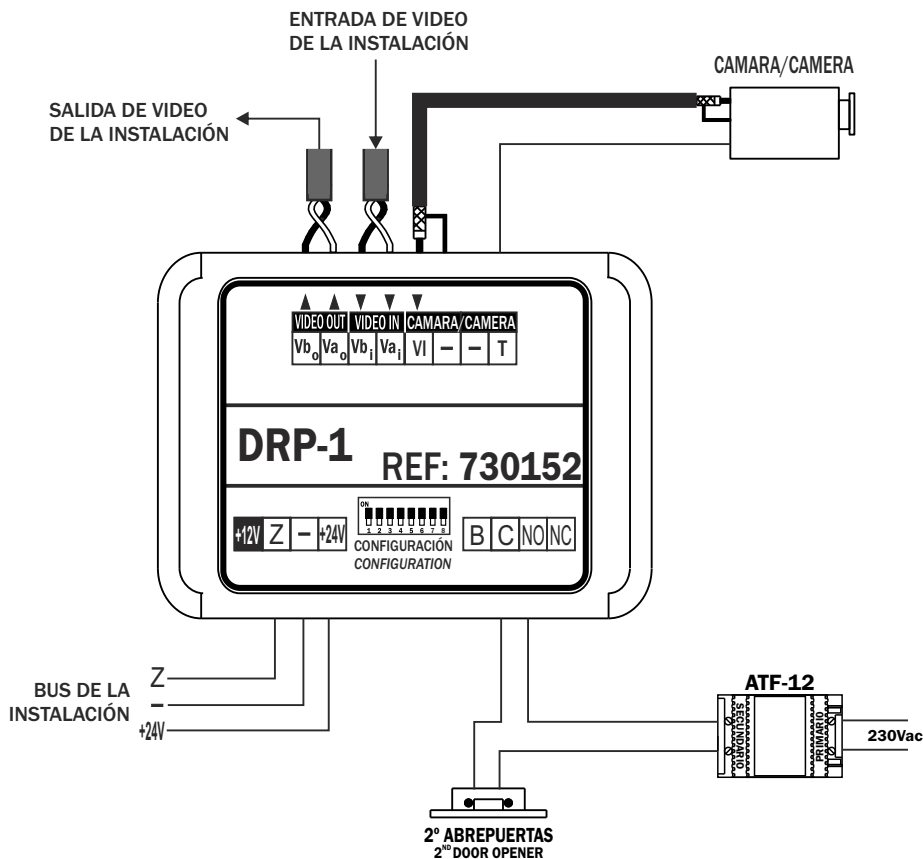 ENTRADA DE VIDEO
DE LA INSTALACIÓN
CAMARA/CAMERA
SALIDA DE VIDEO
DE LA INSTALACIÓN
VIDEO OUT VIDEO IN CAMARA/CAMERA
Vbo Vao Vbi Vai VI – – T
DRP-1
REF: 730152
ON
1 2 3 4 5 6 7 8
+12V Z – +24V
B C NO NC
CONFIGURACIÓN
CONFIGURATION
BUS DE LA
INSTALACIÓN
Z
–
+24V
ATF-12
SECUNDARIO
PRIMARIO
230Vac
2º ABREPUERTAS
2ND DOOR OPENER